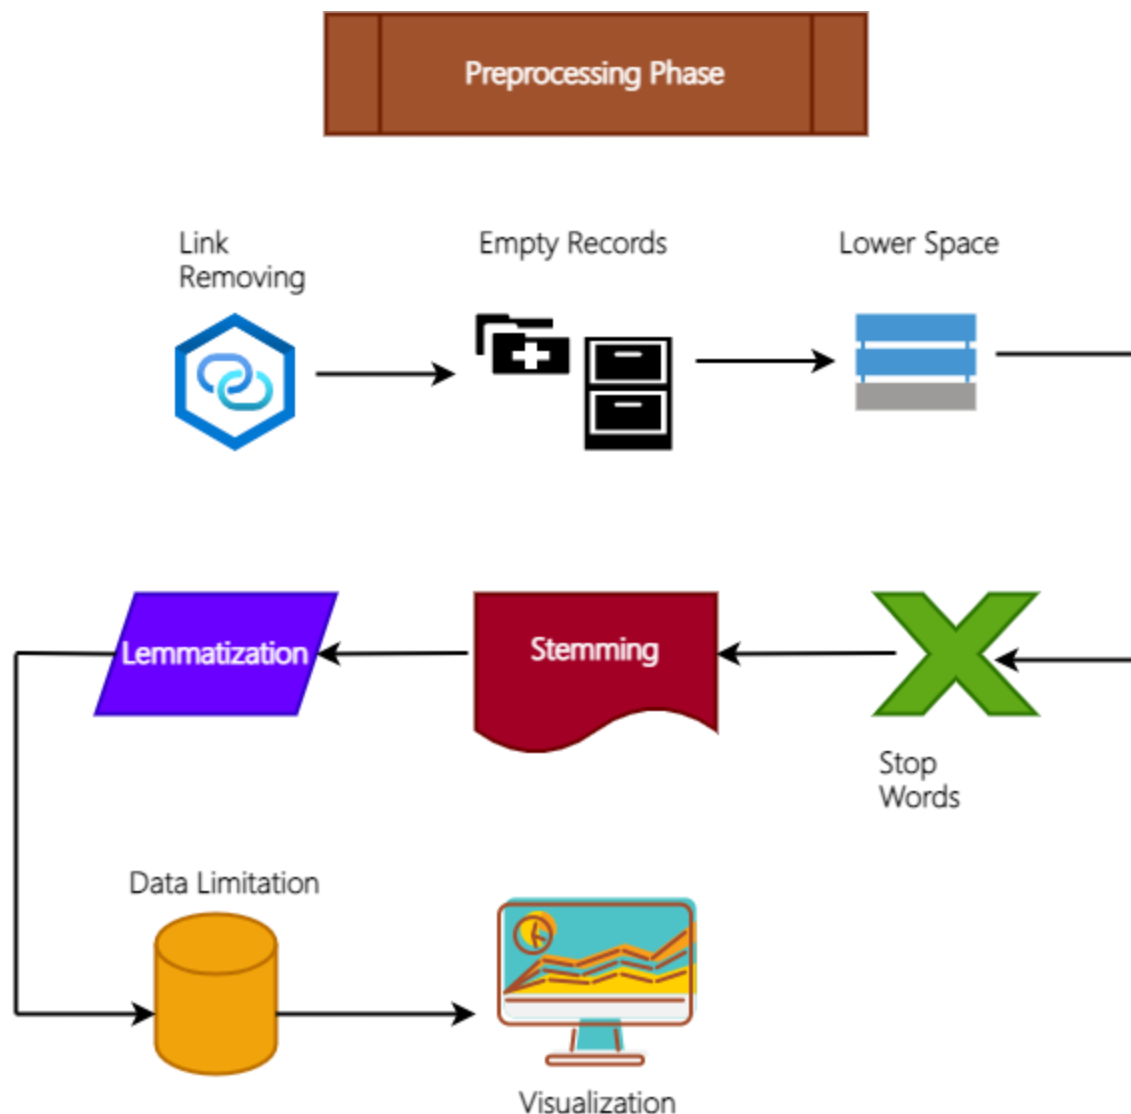 Preprocessing Phase
Link
Removing
Empty Records
Lower Space
Lemmatization
Stemming
Stop
Words
Data Limitation
Visualization